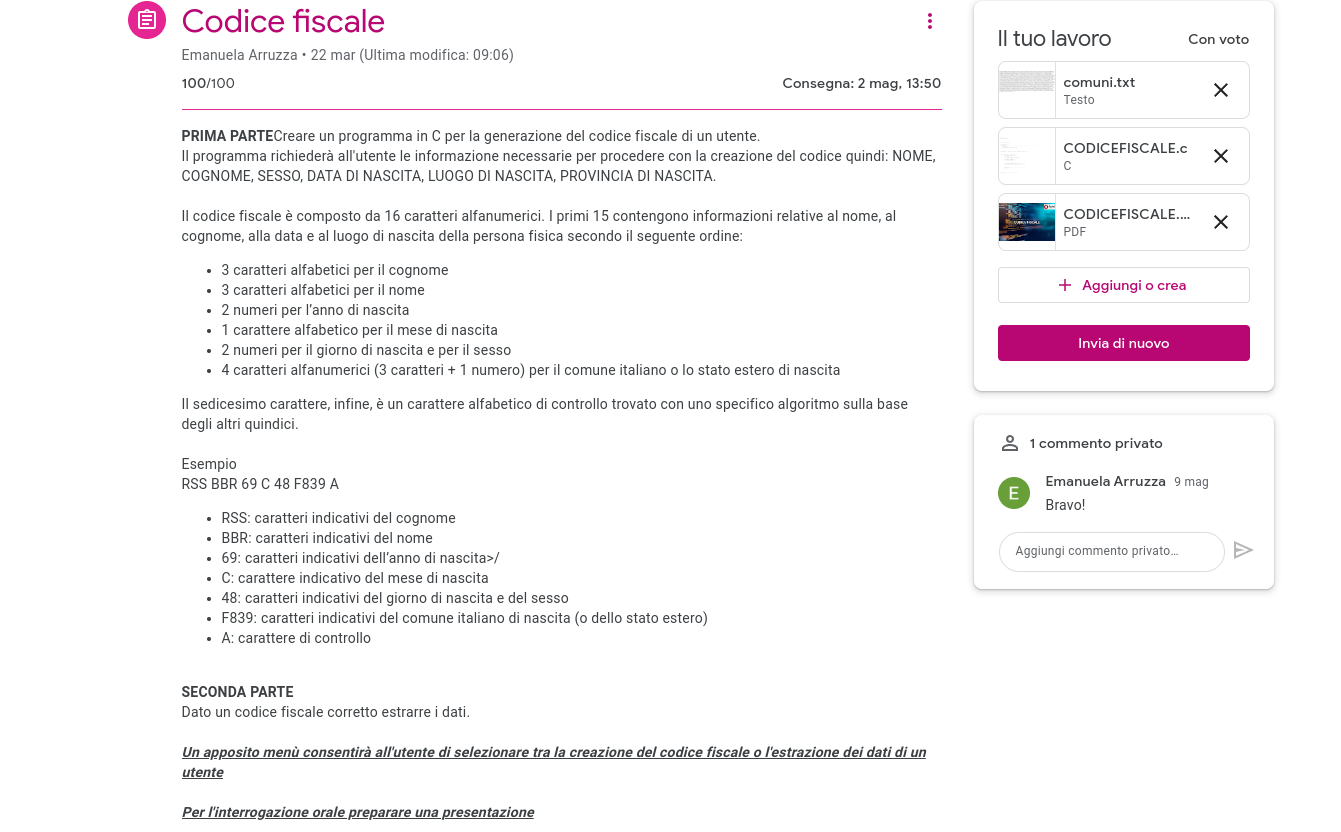 Codice fiscale
Emanuela Arruzza • 22 mar (Ultima modifica: 09:06)
100/100
Consegna: 2 mag, 13:50
PRIMA PARTECreare un programma in C per la generazione del codice fiscale di un utente.
Il programma richiederà all'utente le informazione necessarie per procedere con la creazione del codice quindi: NOME,
COGNOME, SESSO, DATA DI NASCITA, LUOGO DI NASCITA, PROVINCIA DI NASCITA.
Il codice fiscale è composto da 16 caratteri alfanumerici. I primi 15 contengono informazioni relative al nome, al
cognome, alla data e al luogo di nascita della persona fisica secondo il seguente ordine:
• 3 caratteri alfabetici per il cognome
• 3 caratteri alfabetici per il nome
• 2 numeri per l’anno di nascita
• 1 carattere alfabetico per il mese di nascita
• 2 numeri per il giorno di nascita e per il sesso
• 4 caratteri alfanumerici (3 caratteri + 1 numero) per il comune italiano o lo stato estero di nascita
Il sedicesimo carattere, infine, è un carattere alfabetico di controllo trovato con uno specifico algoritmo sulla base
degli altri quindici.
Esempio
RSS BBR 69 C 48 F839 A
• RSS: caratteri indicativi del cognome
• BBR: caratteri indicativi del nome
• 69: caratteri indicativi dell’anno di nascita>/
• C: carattere indicativo del mese di nascita
• 48: caratteri indicativi del giorno di nascita e del sesso
• F839: caratteri indicativi del comune italiano di nascita (o dello stato estero)
• A: carattere di controllo
SECONDA PARTE
Dato un codice fiscale corretto estrarre i dati.
Un apposito menù consentirà all'utente di selezionare tra la creazione del codice fiscale o l'estrazione dei dati di un
utente
Per l'interrogazione orale preparare una presentazione
Il tuo lavoro
Con voto
comuni.txt
Testo
CODICEFISCALE.c
C
CODICEFISCALE.…
PDF
Aggiungi o crea
Invia di nuovo
1 commento privato
E
Emanuela Arruzza 9 mag
Bravo!
Aggiungi commento privato…